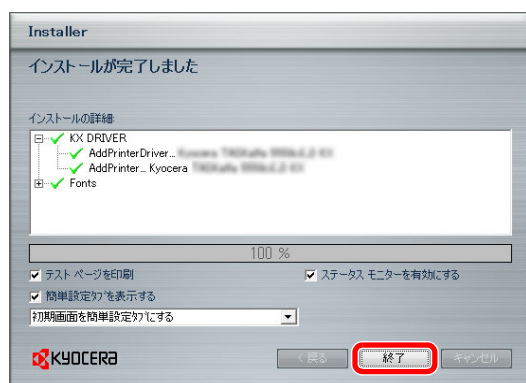 Installer
インストールが完了しました
インストールの詳細:
KX DRIVER
AddPrinterDriver...
AddPrinter... Kyocera
Fonts
100 %
テスト ページを印刷
ステータス モニターを有効にする
簡単設定タブを表示する
初期画面を簡単設定タブにする
KYOCERA
< 戻る
終了
キャンセル